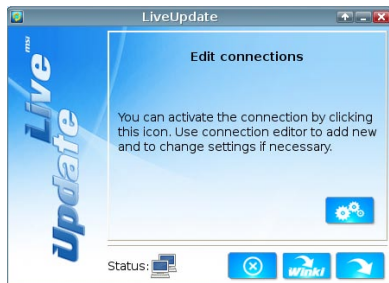 LiveUpdate
msi
Live
Update
Edit connections
You can activate the connection by clicking
this icon. Use connection editor to add new
and to change settings if necessary.
Status:
Winki